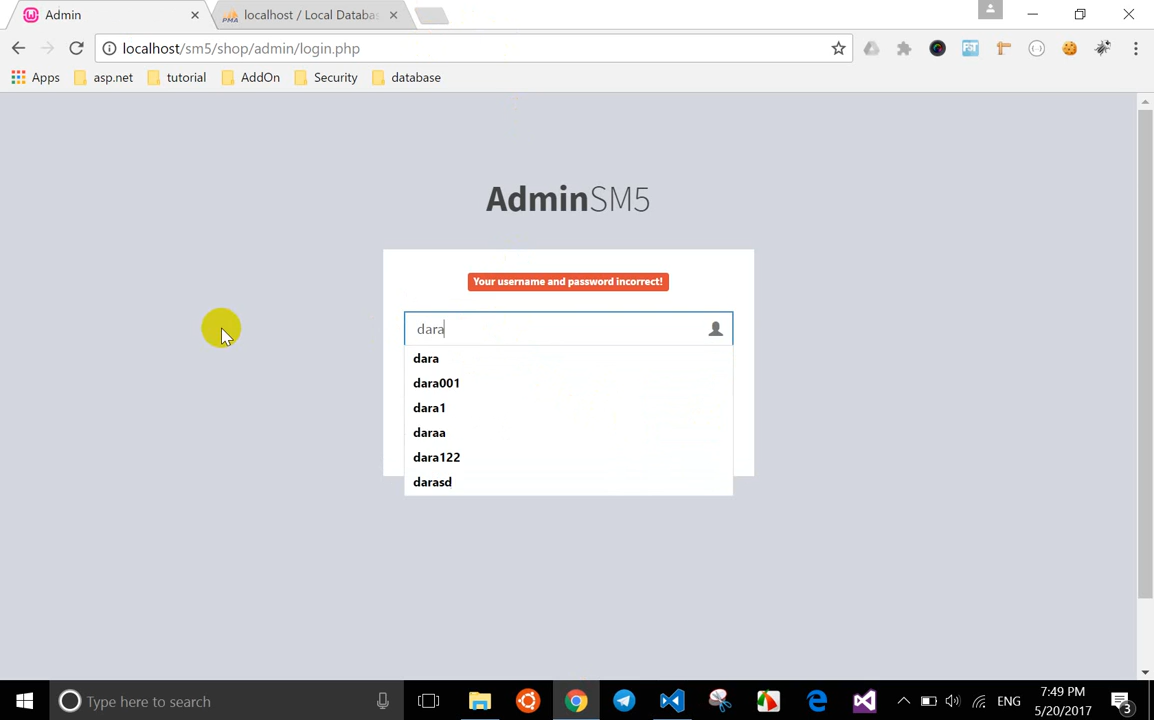 Admin
PMA
localhost / Local Databas
localhost/sm5/shop/admin/login.php
Apps
asp.net
tutorial
AddOn
Security
database
AdminSM5
Your username and password incorrect!
dara
dara
dara001
dara1
daraa
dara122
darasd
Type here to search
ENG
7:49 PM
5/20/2017
3